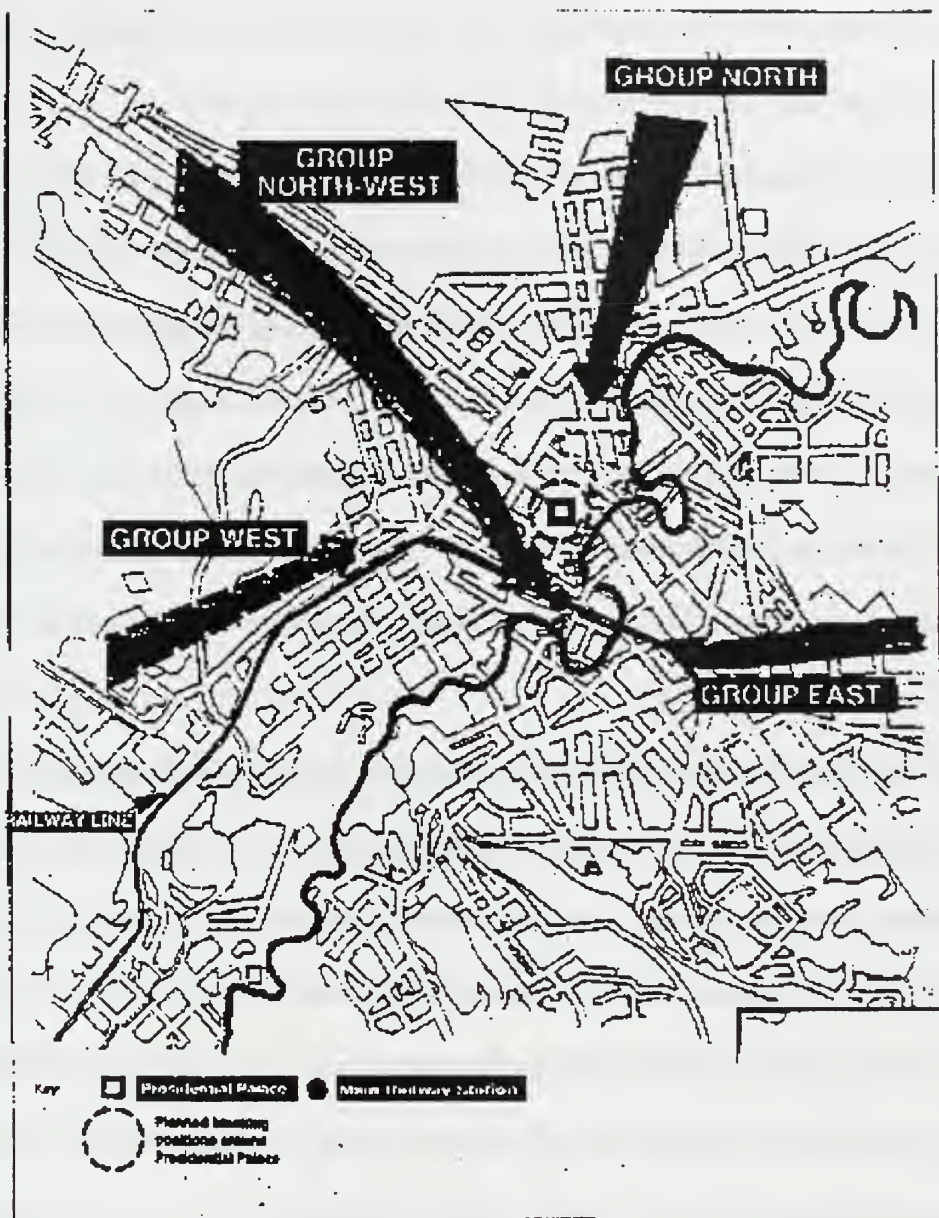 GROUP NORTH
GROUP
NORTH-WEST
GROUP WEST
GROUP EAST
RAILWAY LINE
Key
Presidential Palace
Main Railway Station
Planned
positions around
Presidential Palace